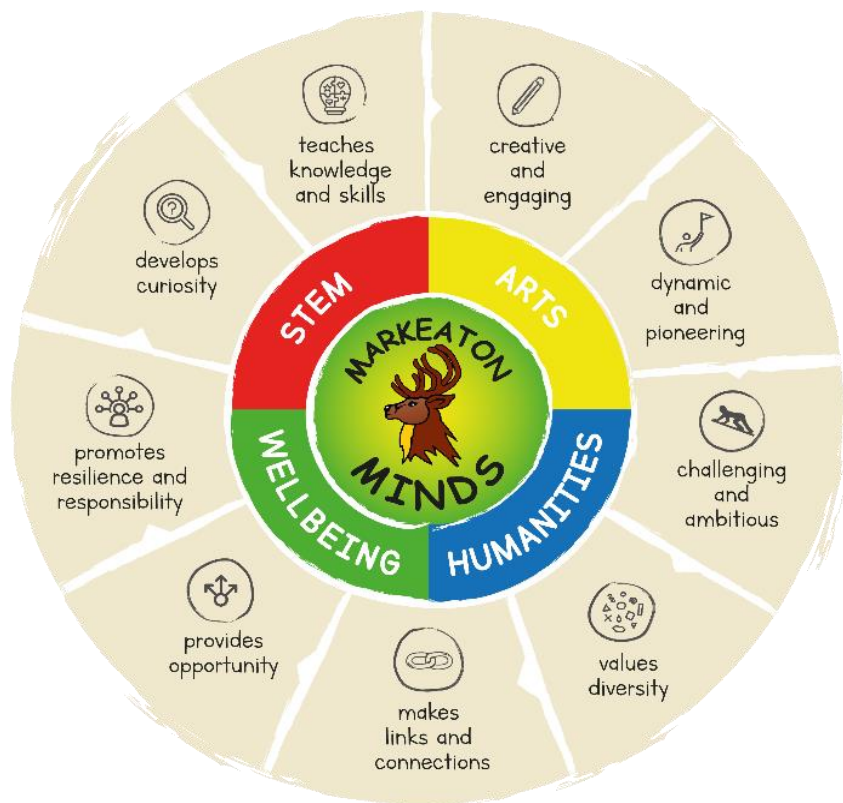 teaches
knowledge
and skills
creative
and
engaging
dynamic
and
pioneering
challenging
and
ambitious
values
diversity
makes
links and
connections
provides
opportunity
promotes
resilience and
responsibility
develops
curiosity
STEM
ARTS
HUMANITIES
WELLBEING
MARKEATON
MINDS
?